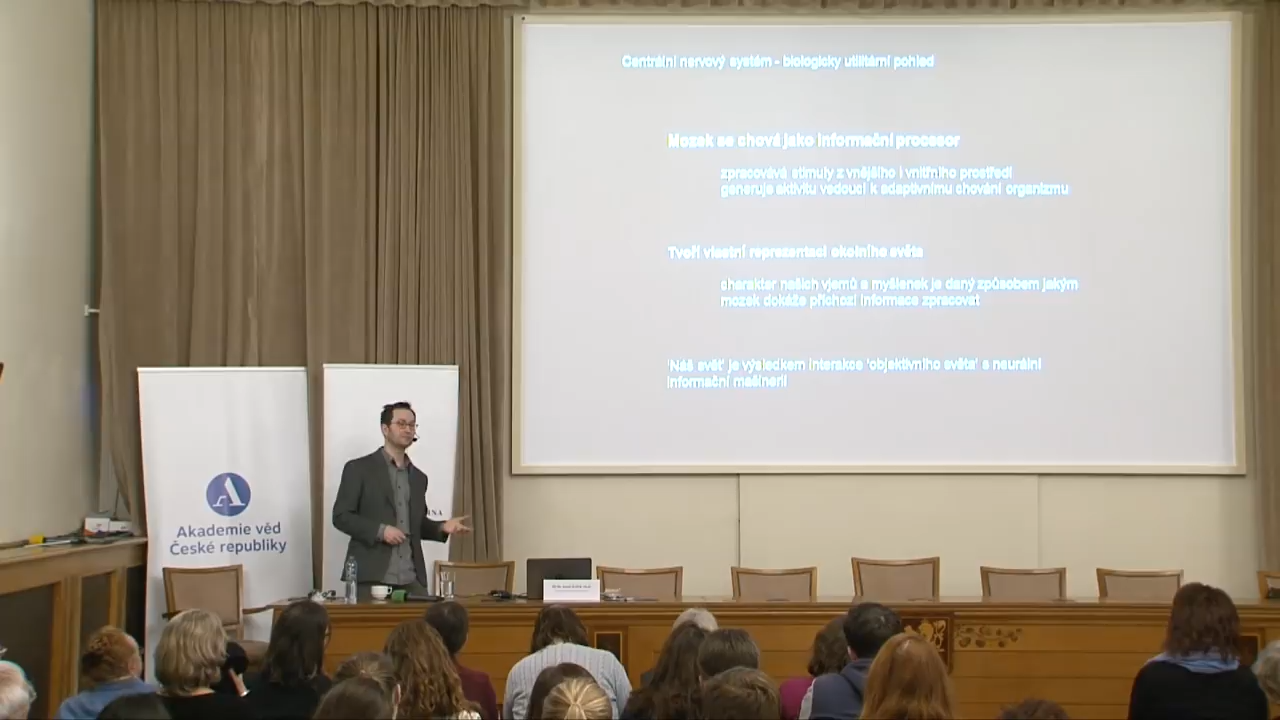 Centrální nervový systém - biologicky utilitární pohled
Mozek se chová jako informační procesor
zpracovává stimuly z vnějšího i vnitřního prostředí
generuje aktivitu vedoucí k adaptivnímu chování organizmu
Tvoří vlastní reprezentaci okolního světa
charakter našich vjemů a myšlenek je daný způsobem jakým
mozek dokáže příchozí informace zpracovat
'Náš svět' je výsledkem interakce 'objektivního světa' s neurální
informační mašinerií
Akademie věd
České republiky